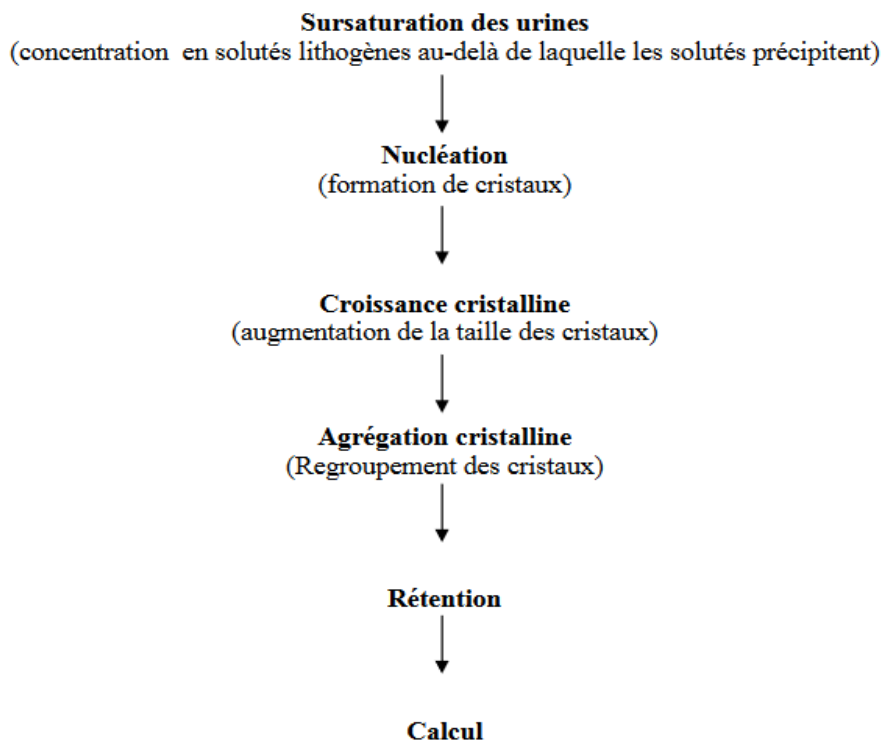 Sursaturation des urines
(concentration en solutés lithogènes au-delà de laquelle les solutés précipitent)
Nucléation
(formation de cristaux)
Croissance cristalline
(augmentation de la taille des cristaux)
Agrégation cristalline
(Regroupement des cristaux)
Rétention
Calcul